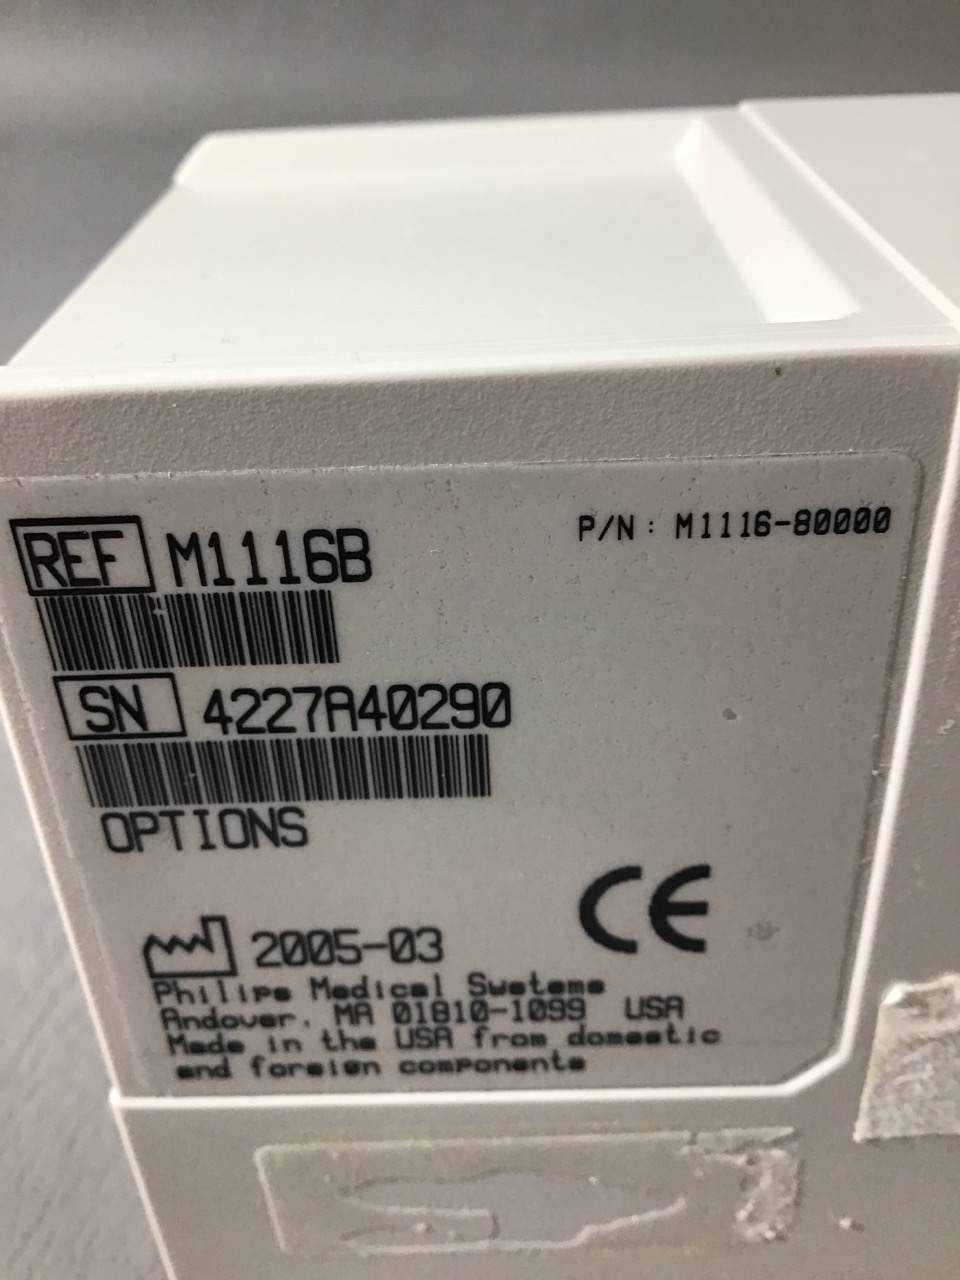 REF M1116B
P/N: M1116-80000
SN 4227A40290
OPTIONS
CE
2005-03
Philips Medical Systems
Andover, MA 01810-1099 USA
Made in the USA from domestic
and foreign components